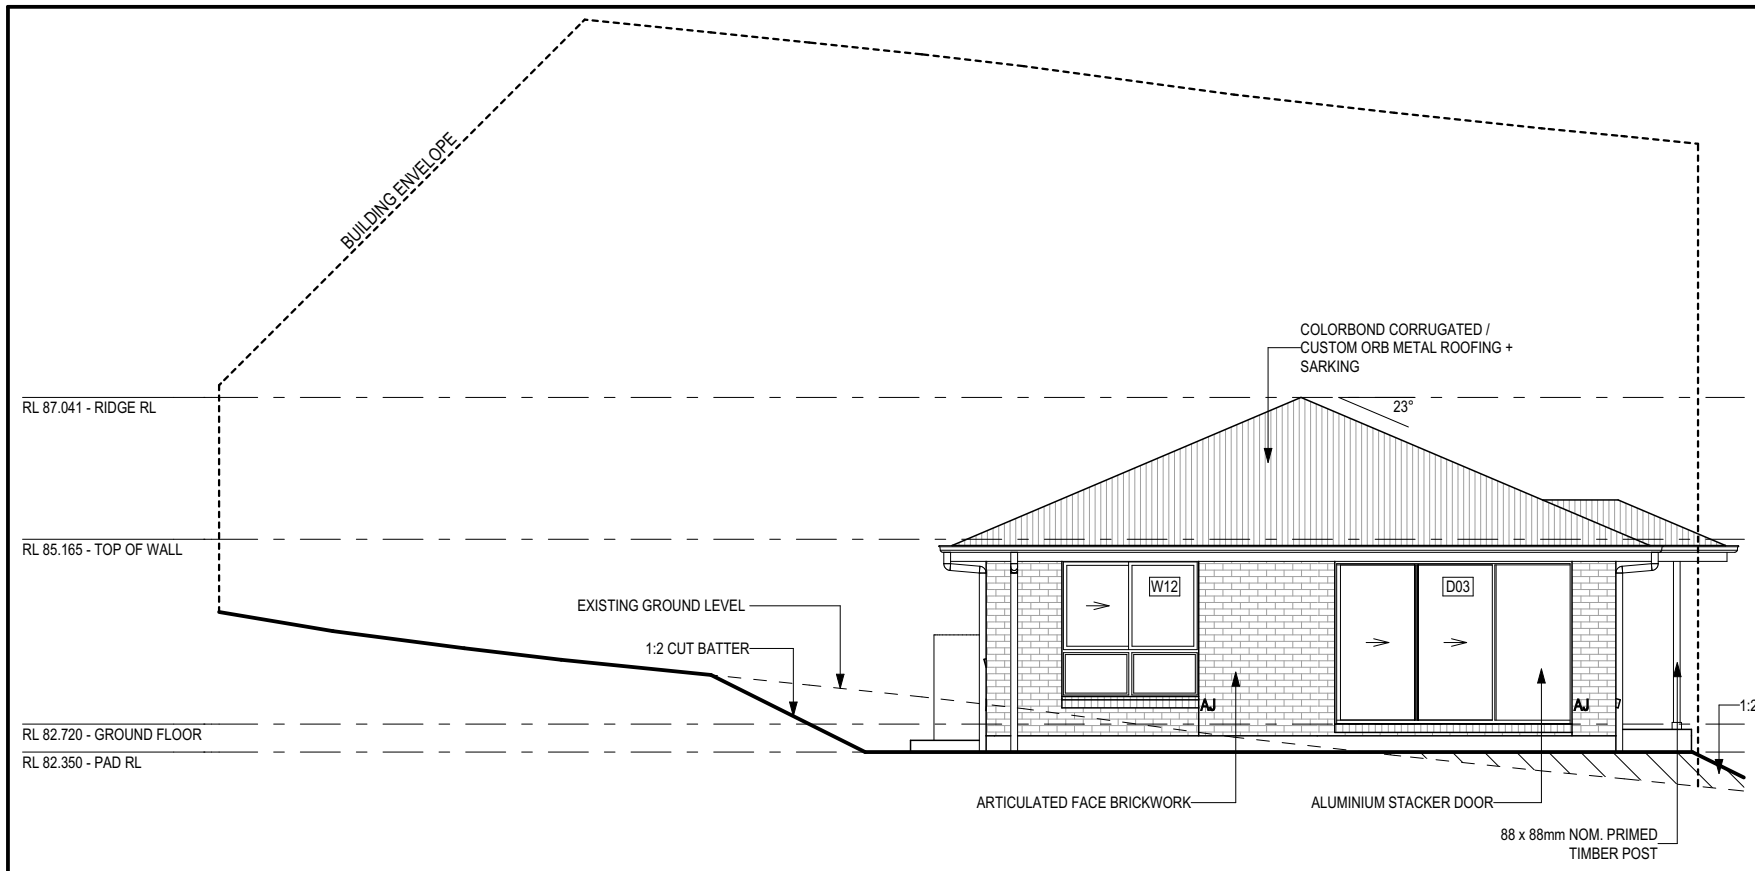 BUILDING ENVELOPE
COLORBOND CORRUGATED /
CUSTOM ORB METAL ROOFING +
SARKING
23°
RL 87.041 - RIDGE RL
RL 85.165 - TOP OF WALL
W12
D03
EXISTING GROUND LEVEL
1:2 CUT BATTER
AJ
AJ
1:2
RL 82.720 - GROUND FLOOR
RL 82.350 - PAD RL
ARTICULATED FACE BRICKWORK
ALUMINIUM STACKER DOOR
88 x 88mm NOM. PRIMED
TIMBER POST